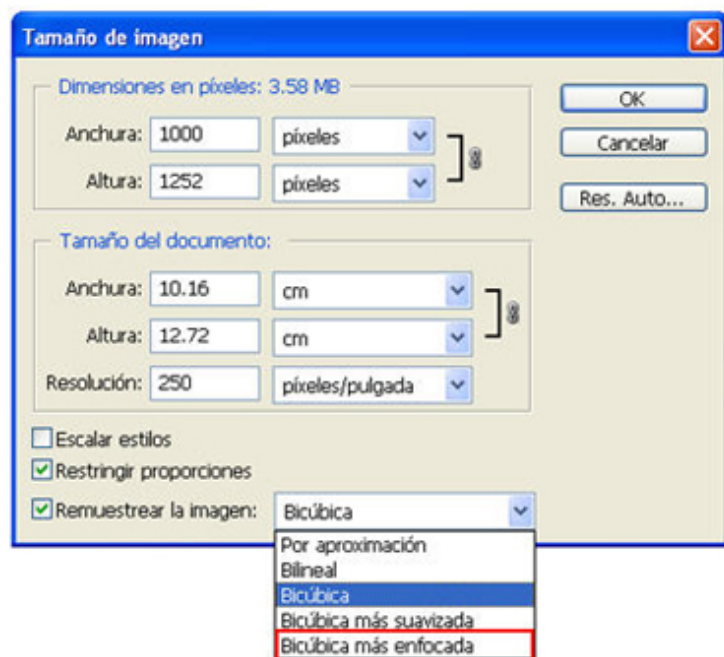 Tamaño de imagen
Dimensiones en píxeles: 3.58 MB
Anchura: 1000 píxeles
Altura: 1252 píxeles
OK
Cancelar
Res. Auto...
Tamaño del documento:
Anchura: 10.16 cm
Altura: 12.72 cm
Resolución: 250 píxeles/pulgada
Escalar estilos
Restringir proporciones
Remuestrear la imagen: Bicúbica
Por aproximación
Bilineal
Bicúbica
Bicúbica más suavizada
Bicúbica más enfocada